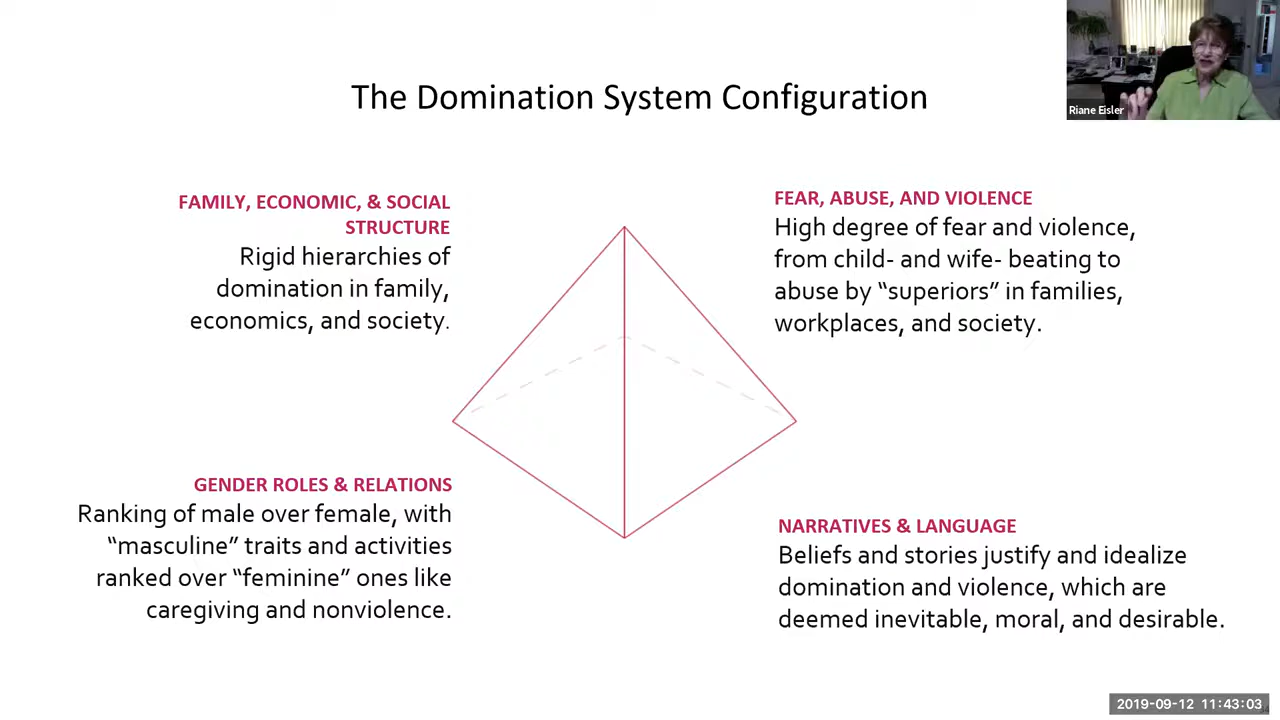 The Domination System Configuration
Riane Eisler
FAMILY, ECONOMIC, & SOCIAL
STRUCTURE
Rigid hierarchies of
domination in family,
economics, and society.
FEAR, ABUSE, AND VIOLENCE
High degree of fear and violence,
from child- and wife- beating to
abuse by “superiors” in families,
workplaces, and society.
GENDER ROLES & RELATIONS
Ranking of male over female, with
“masculine” traits and activities
ranked over “feminine” ones like
caregiving and nonviolence.
NARRATIVES & LANGUAGE
Beliefs and stories justify and idealize
domination and violence, which are
deemed inevitable, moral, and desirable.
2019-09-12 11:43:03